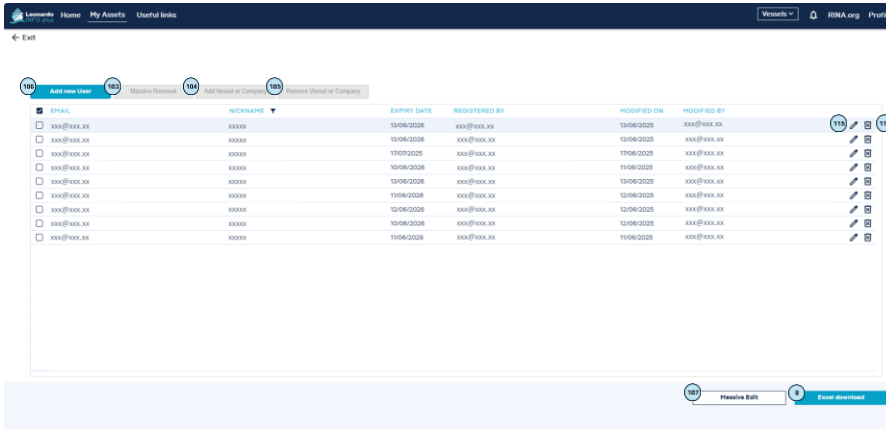 Leonardo
INFO plus
Home My Assets Useful links Vessels RINA.org Profi
← Exit
106 Add new User 103 Massive Renewal 104 Add Vessel or Company 105 Remove Vessel or Company
EMAIL NICKNAME EXPIRY DATE REGISTERED BY MODIFIED ON MODIFIED BY
xxx@xxx.xx xxxxx 13/06/2026 xxx@xxx.xx 13/06/2025 xxx@xxx.xx 115 11
xxx@xxx.xx xxxxx 13/06/2026 xxx@xxx.xx 13/06/2025 xxx@xxx.xx
xxx@xxx.xx xxxxx 17/07/2025 xxx@xxx.xx 17/06/2025 xxx@xxx.xx
xxx@xxx.xx xxxxx 10/06/2026 xxx@xxx.xx 11/06/2025 xxx@xxx.xx
xxx@xxx.xx xxxxx 13/06/2026 xxx@xxx.xx 13/06/2025 xxx@xxx.xx
xxx@xxx.xx xxxxx 11/06/2026 xxx@xxx.xx 12/06/2025 xxx@xxx.xx
xxx@xxx.xx xxxxx 12/06/2026 xxx@xxx.xx 12/06/2025 xxx@xxx.xx
xxx@xxx.xx xxxxx 10/06/2026 xxx@xxx.xx 12/06/2025 xxx@xxx.xx
xxx@xxx.xx xxxxx 11/06/2026 xxx@xxx.xx 11/06/2025 xxx@xxx.xx
107 Massive Edit 8 Excel download